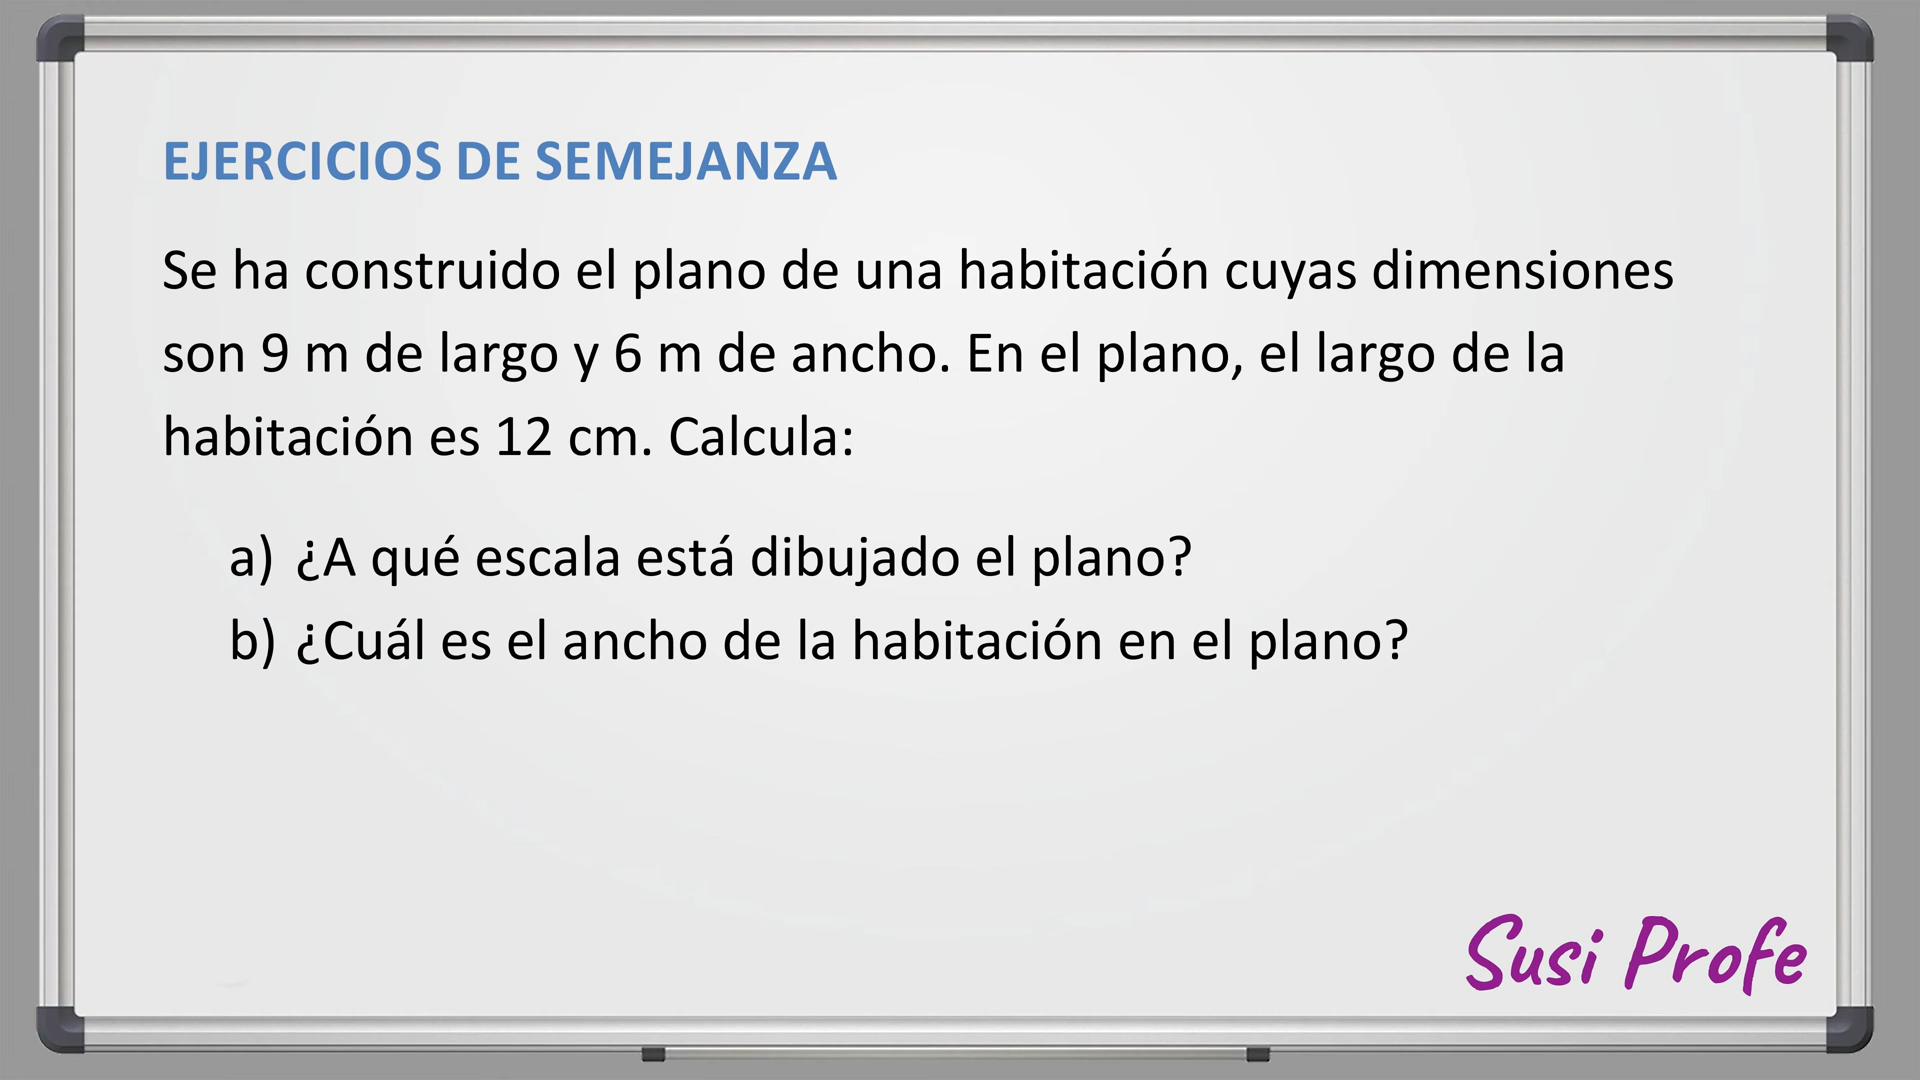 EJERCICIOS DE SEMEJANZA
Se ha construido el plano de una habitación cuyas dimensiones
son 9 m de largo y 6 m de ancho. En el plano, el largo de la
habitación es 12 cm. Calcula:
a) ¿A qué escala está dibujado el plano?
b) ¿Cuál es el ancho de la habitación en el plano?
Susi Profe